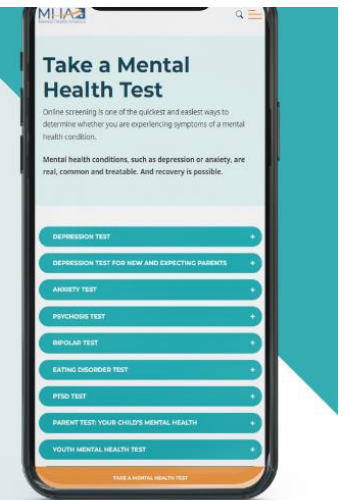 MHA
Mental Health America
Take a Mental
Health Test
Online screening is one of the quickest and easiest ways to
determine whether you are experiencing symptoms of a mental
health condition.
Mental health conditions, such as depression or anxiety, are
real, common and treatable. And recovery is possible.
DEPRESSION TEST +
DEPRESSION TEST FOR NEW AND EXPECTING PARENTS +
ANXIETY TEST +
PSYCHOSIS TEST +
BIPOLAR TEST +
EATING DISORDER TEST +
PTSD TEST +
PARENT TEST: YOUR CHILD'S MENTAL HEALTH +
YOUTH MENTAL HEALTH TEST +
TAKE A MENTAL HEALTH TEST